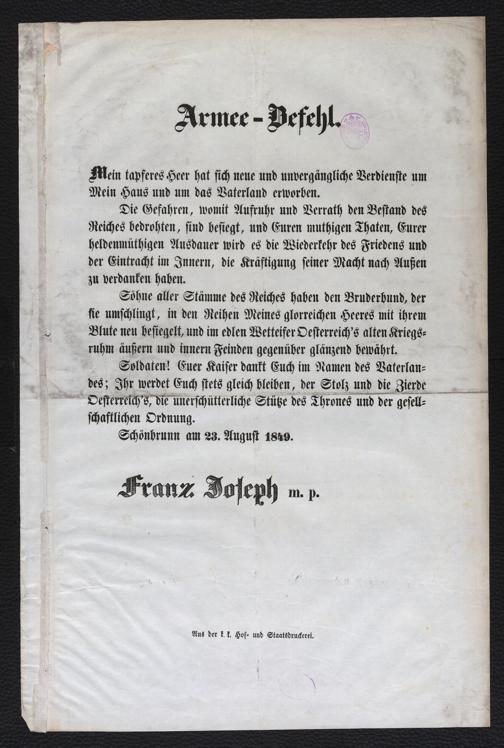 Armee-Befehl.
Mein tapferes Heer hat sich neue und unvergängliche Verdienste um
Mein Haus und um das Vaterland erworben.
Die Gefahren, womit Aufruhr und Verrath den Bestand des
Reiches bedrohten, sind besiegt, und Euren muthigen Thaten, Eurer
heldenmüthigen Ausdauer wird es die Wiederkehr des Friedens und
der Eintracht im Innern, die Kräftigung seiner Macht nach Außen
zu verdanken haben.
Söhne aller Stämme des Reiches haben den Bruderbund, der
sie umschlingt, in den Reihen Meines glorreichen Heeres mit ihrem
Blute neu besiegelt, und im edlen Wetteifer Oesterreich's alten Kriegs-
ruhm äußern und innern Feinden gegenüber glänzend bewährt.
Soldaten! Euer Kaiser dankt Euch im Namen des Vaterlan-
des; Ihr werdet Euch stets gleich bleiben, der Stolz und die Zierde
Oesterreich's, die unerschütterliche Stütze des Thrones und der gesell-
schaftlichen Ordnung.
Schönbrunn am 23. August 1849.
Franz Joseph m. p.
Aus der k. k. Hof- und Staatsdruckerei.